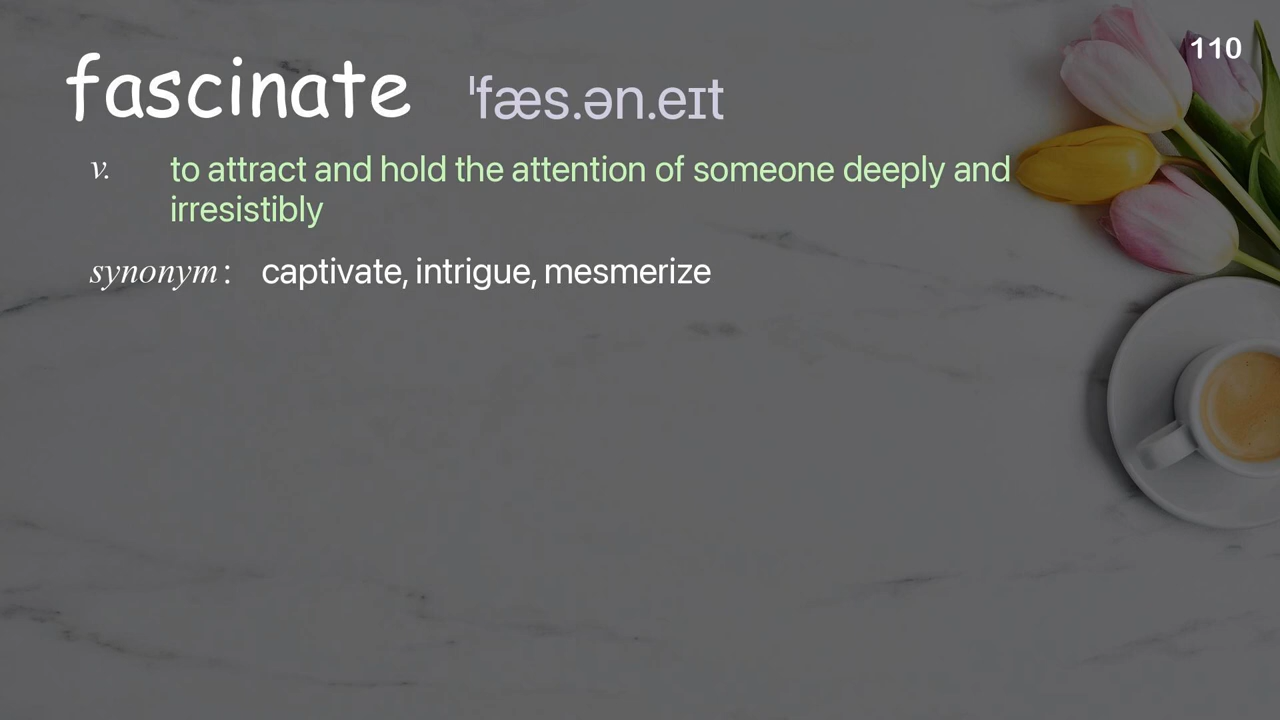 110
fascinate ˈfæs.ən.eɪt
v. to attract and hold the attention of someone deeply and
irresistibly
synonym: captivate, intrigue, mesmerize